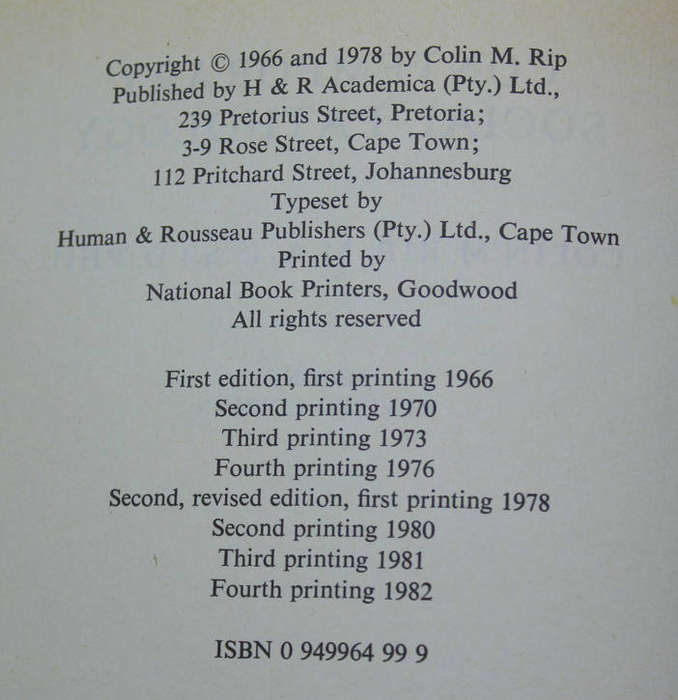 Copyright © 1966 and 1978 by Colin M. Rip
Published by H & R Academica (Pty.) Ltd.,
239 Pretorius Street, Pretoria;
3-9 Rose Street, Cape Town;
112 Pritchard Street, Johannesburg
Typeset by
Human & Rousseau Publishers (Pty.) Ltd., Cape Town
Printed by
National Book Printers, Goodwood
All rights reserved
First edition, first printing 1966
Second printing 1970
Third printing 1973
Fourth printing 1976
Second, revised edition, first printing 1978
Second printing 1980
Third printing 1981
Fourth printing 1982
ISBN 0 949964 99 9